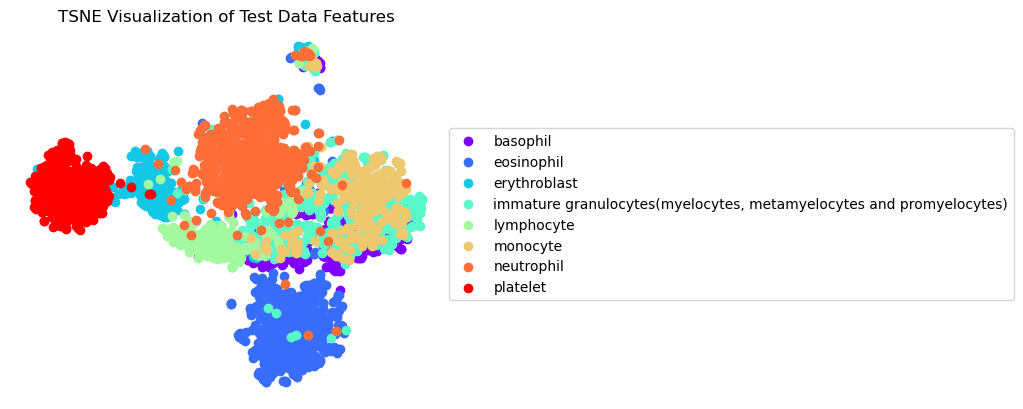 TSNE Visualization of Test Data Features
basophil
eosinophil
erythroblast
immature granulocytes(myelocytes, metamyelocytes and promyelocytes)
lymphocyte
monocyte
neutrophil
platelet